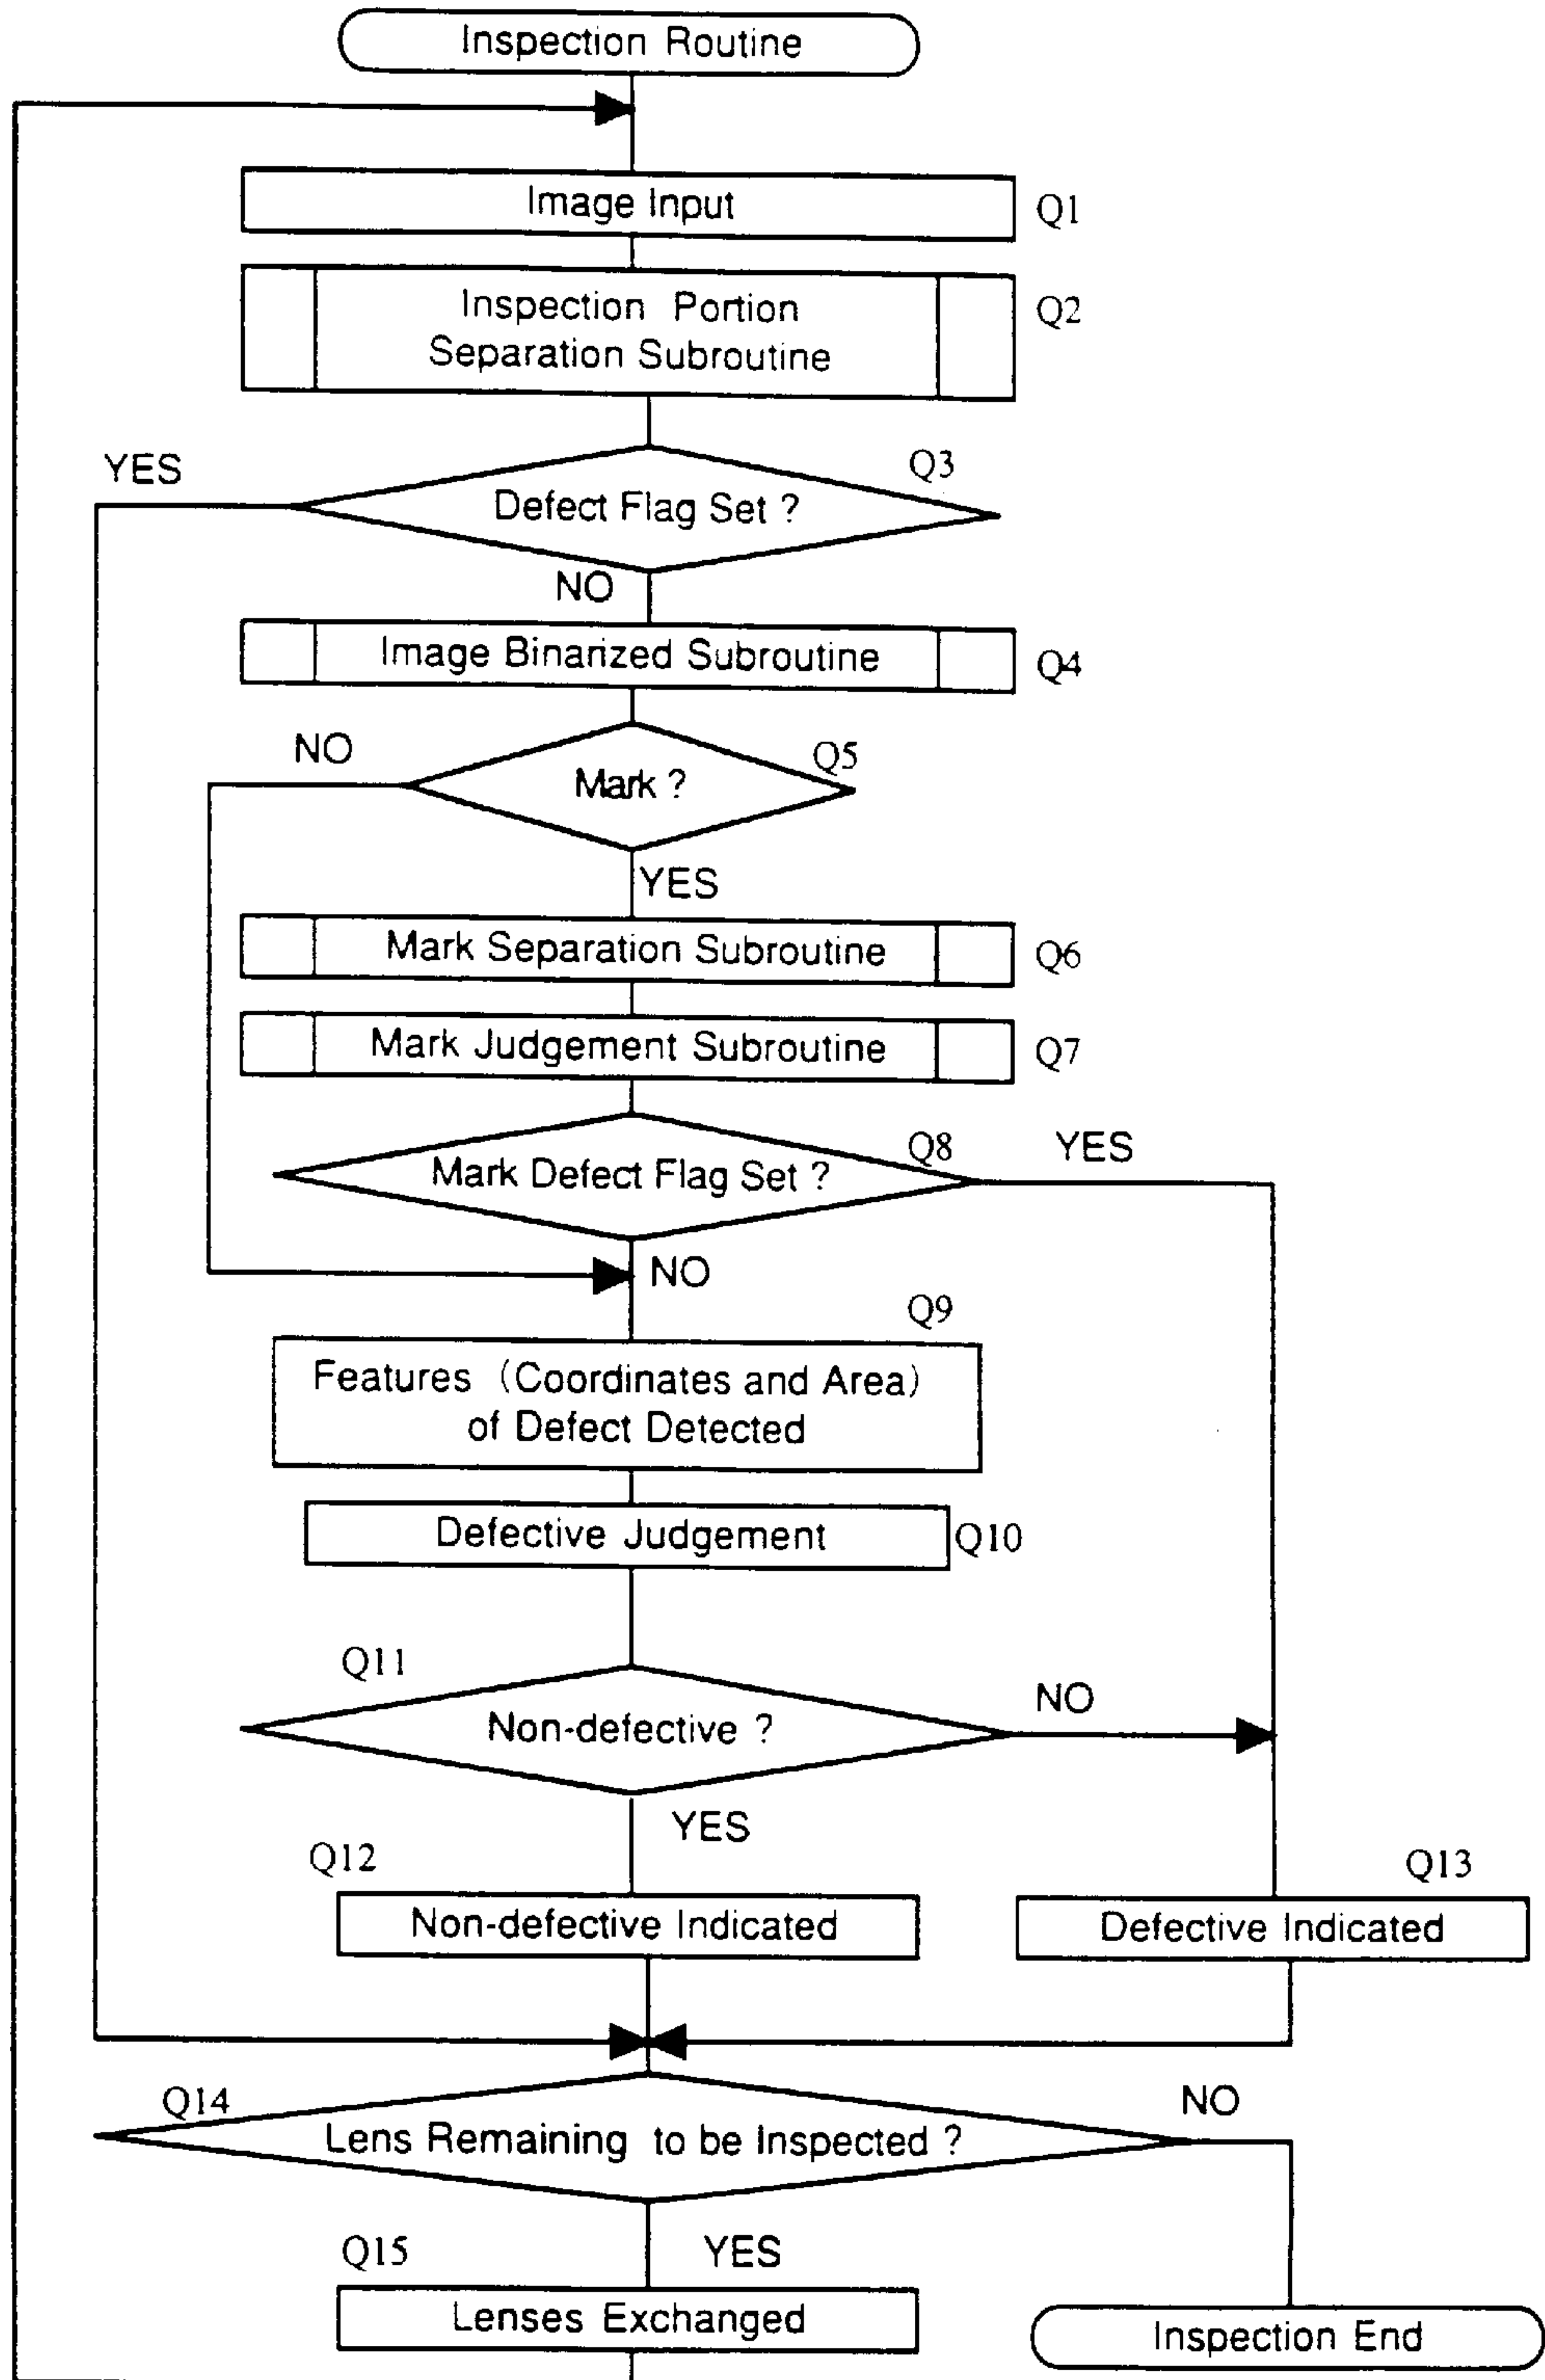 Inspection Routine
Image Input
Q1
Inspection Portion
Separation Subroutine
Q2
YES
Q3
Defect Flag Set ?
NO
Image Binarized Subroutine
Q4
NO
Q5
Mark ?
YES
Mark Separation Subroutine
Q6
Mark Judgement Subroutine
Q7
Q8
YES
Mark Defect Flag Set ?
NO
Q9
Features (Coordinates and Area)
of Defect Detected
Defective Judgement
Q10
Q11
NO
Non-defective ?
YES
Q12
Q13
Non-defective Indicated
Defective Indicated
Q14
NO
Lens Remaining to be Inspected ?
Q15
YES
Lenses Exchanged
Inspection End